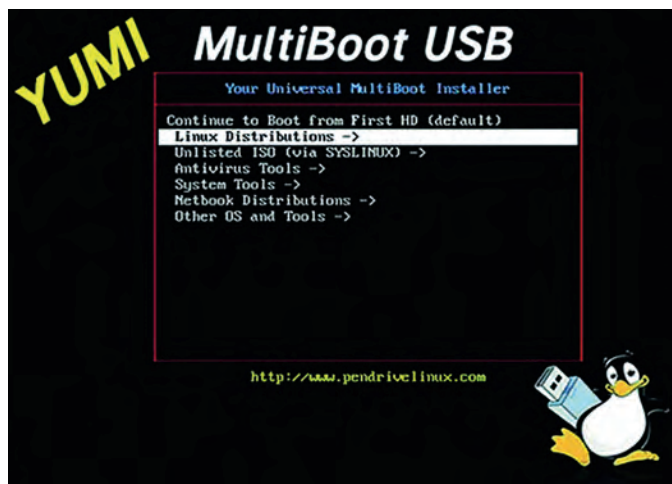 YUMI
MultiBoot USB
Your Universal MultiBoot Installer
Continue to Boot from First HD (default)
Linux Distributions ->
Unlisted ISO (via SYSLINUX) ->
Antivirus Tools ->
System Tools ->
Netbook Distributions ->
Other OS and Tools ->
http://www.pendrivelinux.com